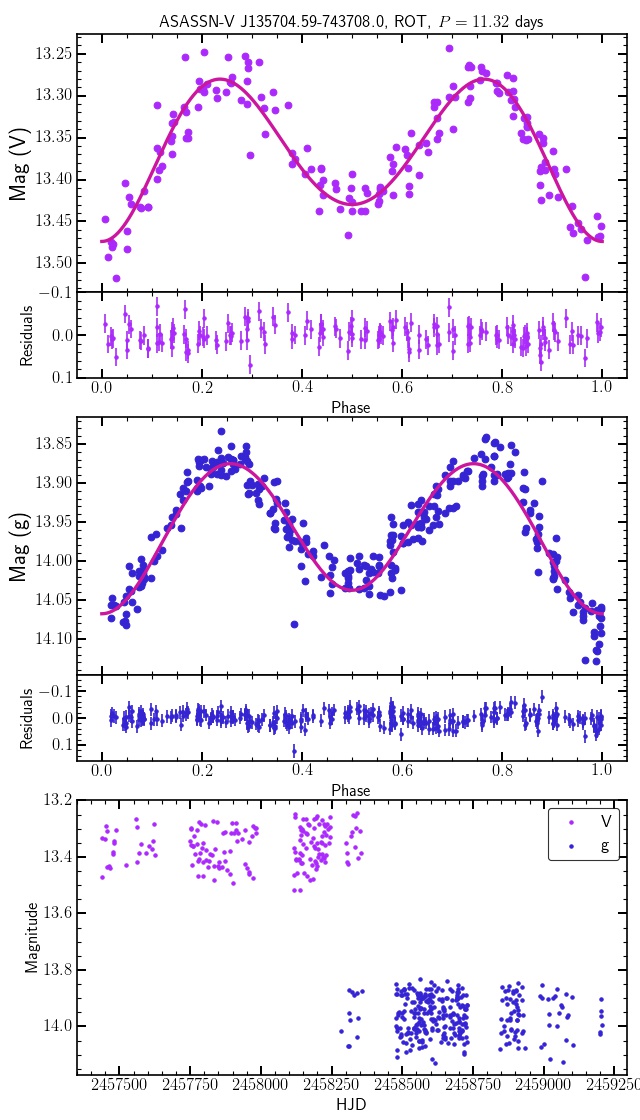 ASASSN-V J135704.59-743708.0, ROT, P = 11.32 days
13.25
13.30
13.35
13.40
13.45
13.50
Mag (V)
−0.1
0.0
0.1
Residuals
0.0 0.2 0.4 0.6 0.8 1.0
Phase
13.85
13.90
13.95
14.00
14.05
14.10
Mag (g)
−0.1
0.0
0.1
Residuals
0.0 0.2 0.4 0.6 0.8 1.0
Phase
13.2
13.4
13.6
13.8
14.0
Magnitude
V
g
2457500 2457750 2458000 2458250 2458500 2458750 2459000 2459250
HJD